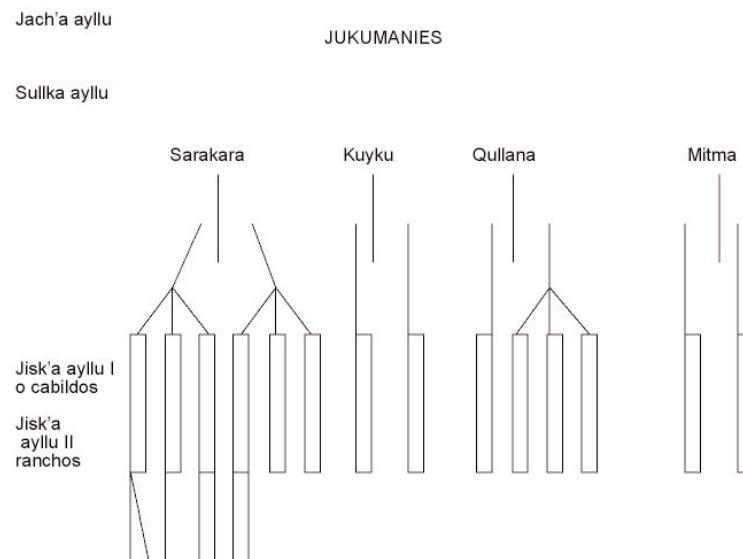 Jach'a ayllu
JUKUMANIES
Sullka ayllu
Sarakara Kuyku Qullana Mitma
Jisk'a ayllu I
o cabildos
Jisk'a
ayllu II
ranchos